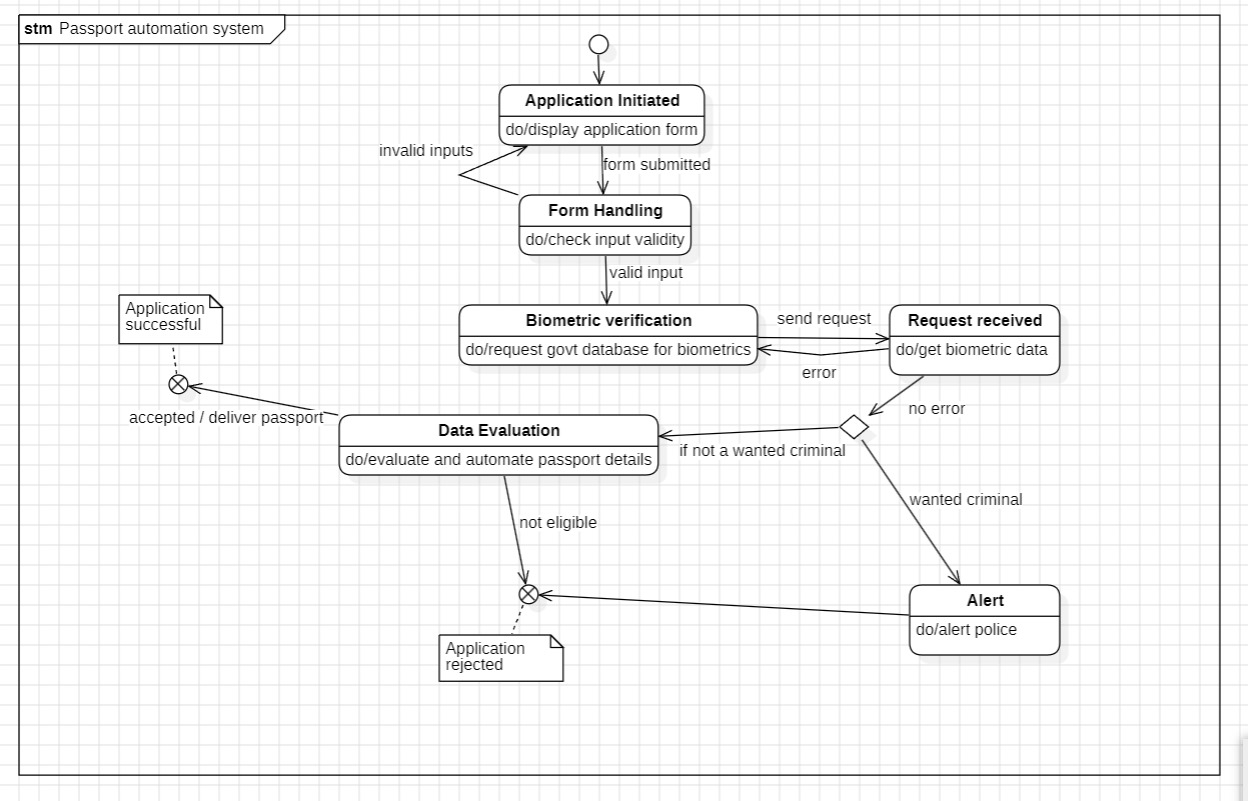 stm Passport automation system
Application Initiated
do/display application form
invalid inputs
form submitted
Form Handling
do/check input validity
valid input
Application
successful
Biometric verification
do/request govt database for biometrics
send request
error
Request received
do/get biometric data
no error
accepted / deliver passport
Data Evaluation
do/evaluate and automate passport details
if not a wanted criminal
wanted criminal
not eligible
Alert
do/alert police
Application
rejected